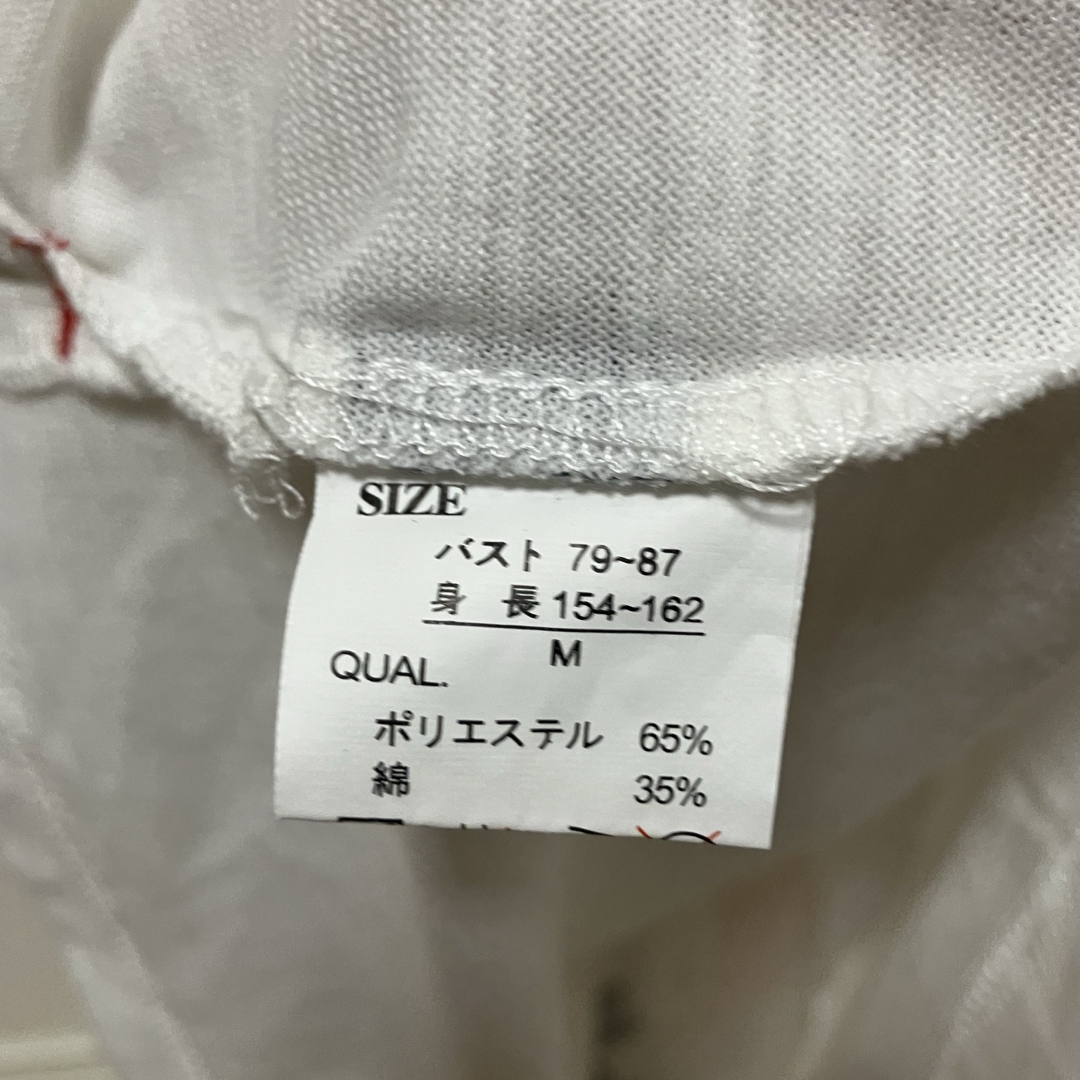 SIZE
バスト 79~87
身 長 154~162
M
QUAL.
ポリエステル 65%
綿 35%